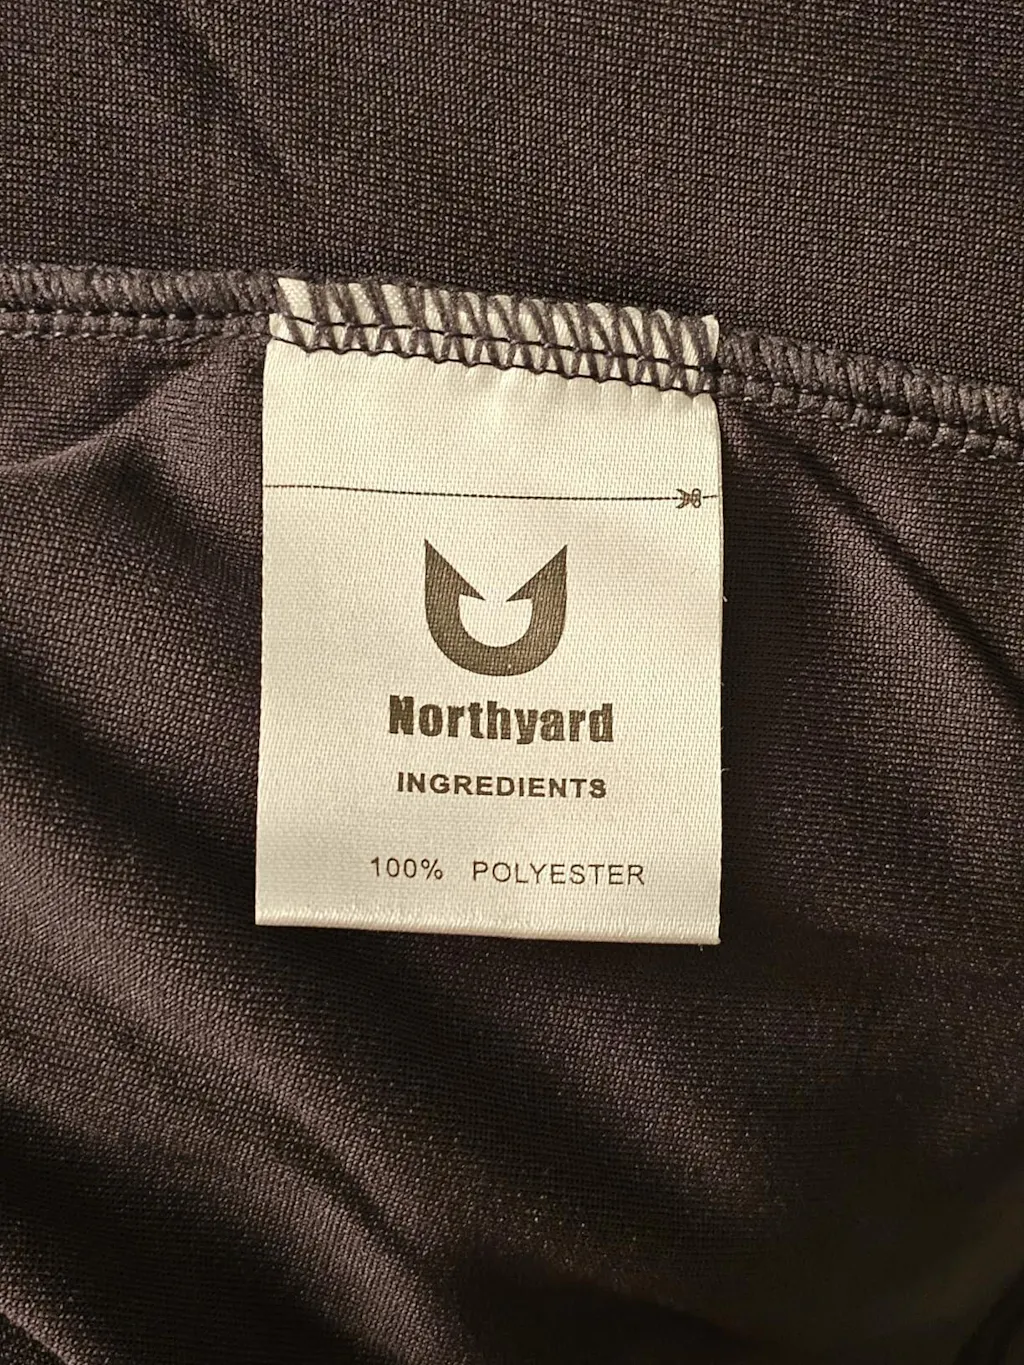 Northyard
INGREDIENTS
100% POLYESTER